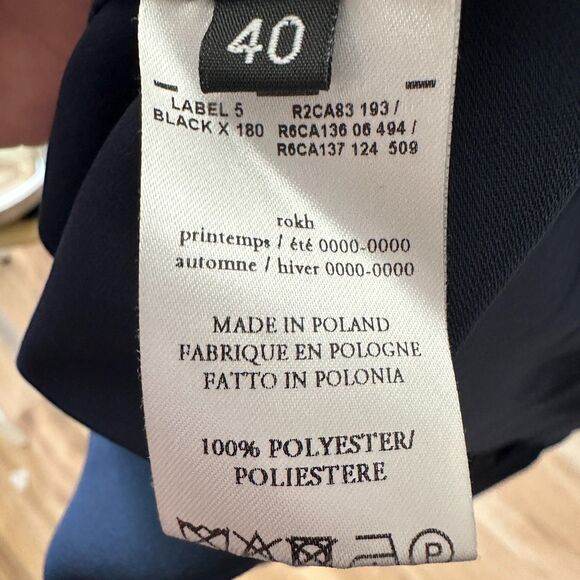 40
LABEL 5
BLACK X 180
R2CA83 193 /
R6CA136 06 494 /
R6CA137 124 509
rokh
printemps / été 0000-0000
automne / hiver 0000-0000
MADE IN POLAND
FABRIQUE EN POLOGNE
FATTO IN POLONIA
100% POLYESTER/
POLIESTERE
P